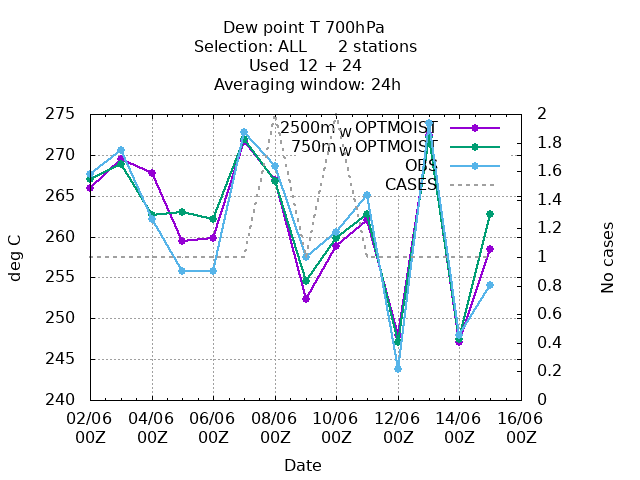 Dew point T 700hPa
Selection: ALL 2 stations
Used 12 + 24
Averaging window: 24h
275
270
265
260
255
250
245
240
deg C
2
1.8
1.6
1.4
1.2
1
0.8
0.6
0.4
0.2
0
No cases
2500m w OPTMOIST
750m w OPTMOIST
OBS
CASES
02/06 04/06 06/06 08/06 10/06 12/06 14/06 16/06
00Z 00Z 00Z 00Z 00Z 00Z 00Z 00Z
Date